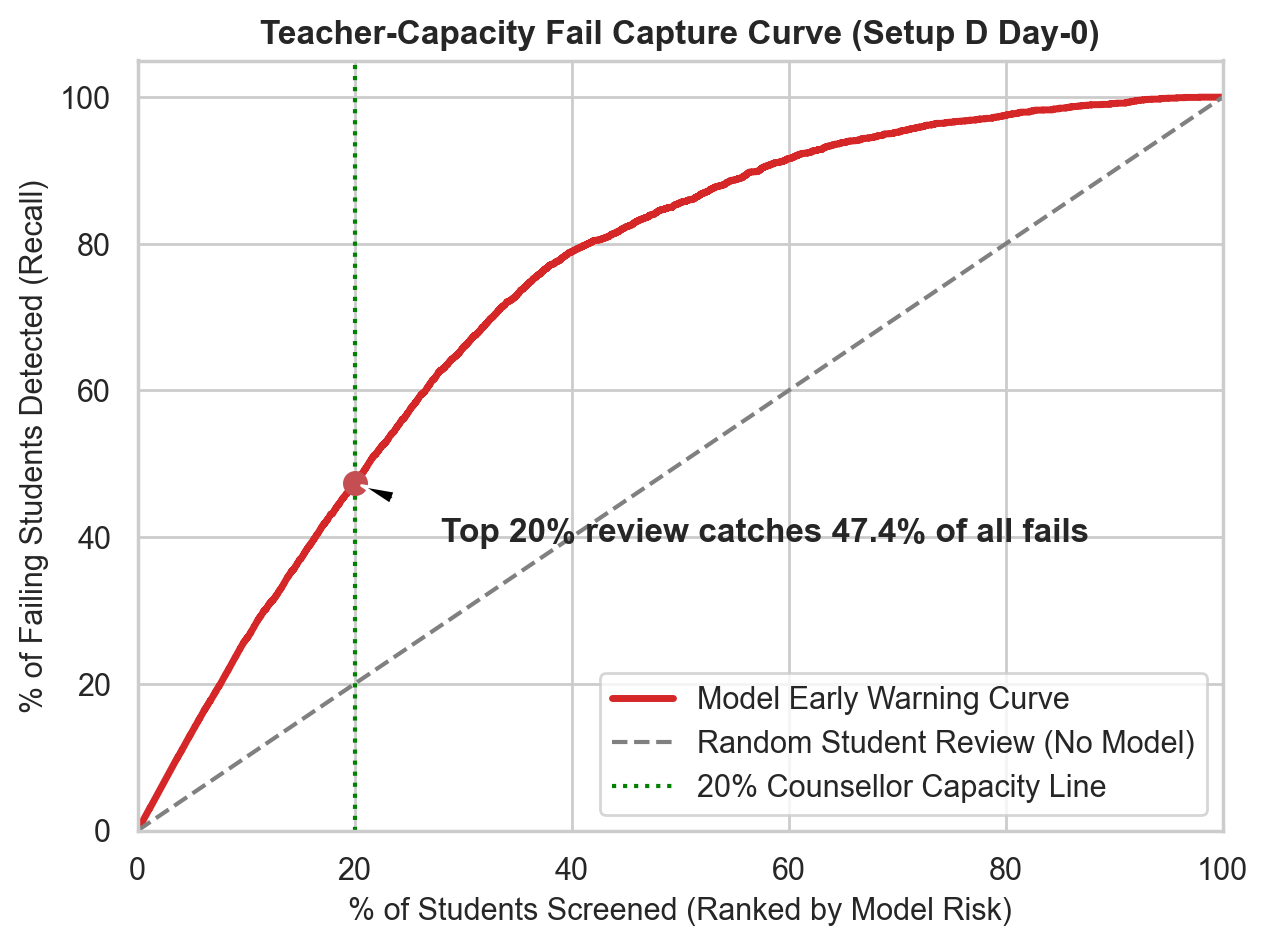 Teacher-Capacity Fail Capture Curve (Setup D Day-0)
% of Failing Students Detected (Recall)
100
80
60
40
20
0
Top 20% review catches 47.4% of all fails
Model Early Warning Curve
Random Student Review (No Model)
20% Counsellor Capacity Line
0 20 40 60 80 100
% of Students Screened (Ranked by Model Risk)